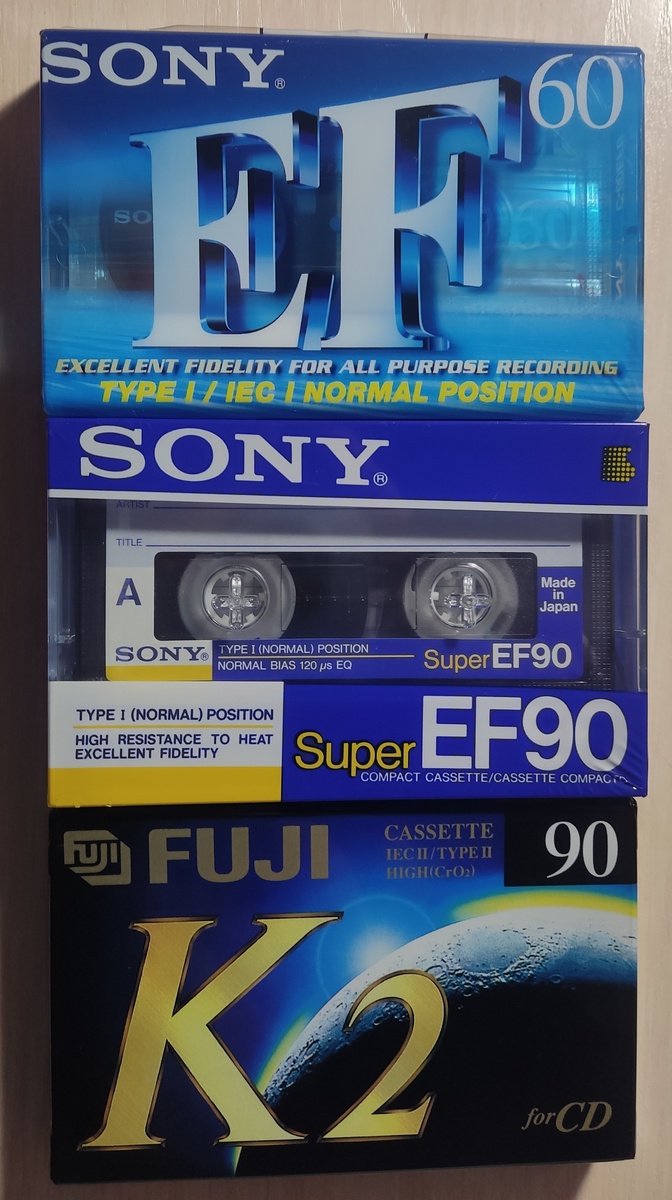 SONY®
60
EF
SO
60
EXCELLENT FIDELITY FOR ALL PURPOSE RECORDING
TYPE I / IEC I NORMAL POSITION
SONY®
ARTIST
TITLE
A
Made
in
Japan
SONY®
TYPE I (NORMAL) POSITION
NORMAL BIAS 120 µs EQ
Super EF90
TYPE I (NORMAL) POSITION
HIGH RESISTANCE TO HEAT
EXCELLENT FIDELITY
Super EF90
COMPACT CASSETTE/CASSETTE COMPACTE
FUJI
FUJI
CASSETTE
IEC II/TYPE II
HIGH(CrO₂)
90
K2
for CD